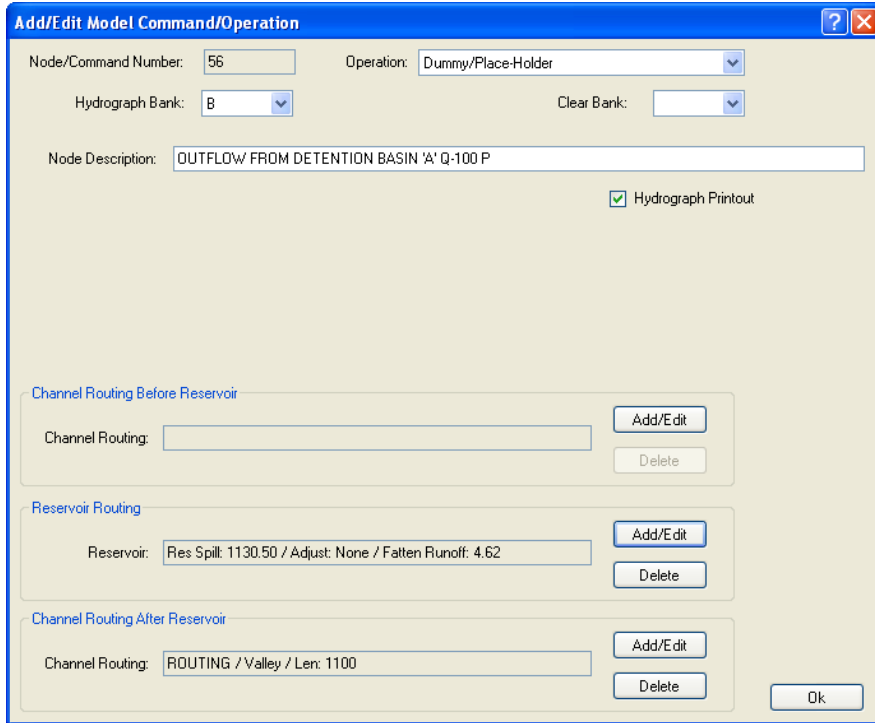 Add/Edit Model Command/Operation
Node/Command Number: 56 Operation: Dummy/Place-Holder
Hydrograph Bank: B Clear Bank:
Node Description: OUTFLOW FROM DETENTION BASIN 'A' Q-100 P
Hydrograph Printout
Channel Routing Before Reservoir
Add/Edit
Channel Routing:
Delete
Reservoir Routing
Add/Edit
Reservoir: Res Spill: 1130.50 / Adjust: None / Fatten Runoff: 4.62
Delete
Channel Routing After Reservoir
Add/Edit
Channel Routing: ROUTING / Valley / Len: 1100
Delete
Ok